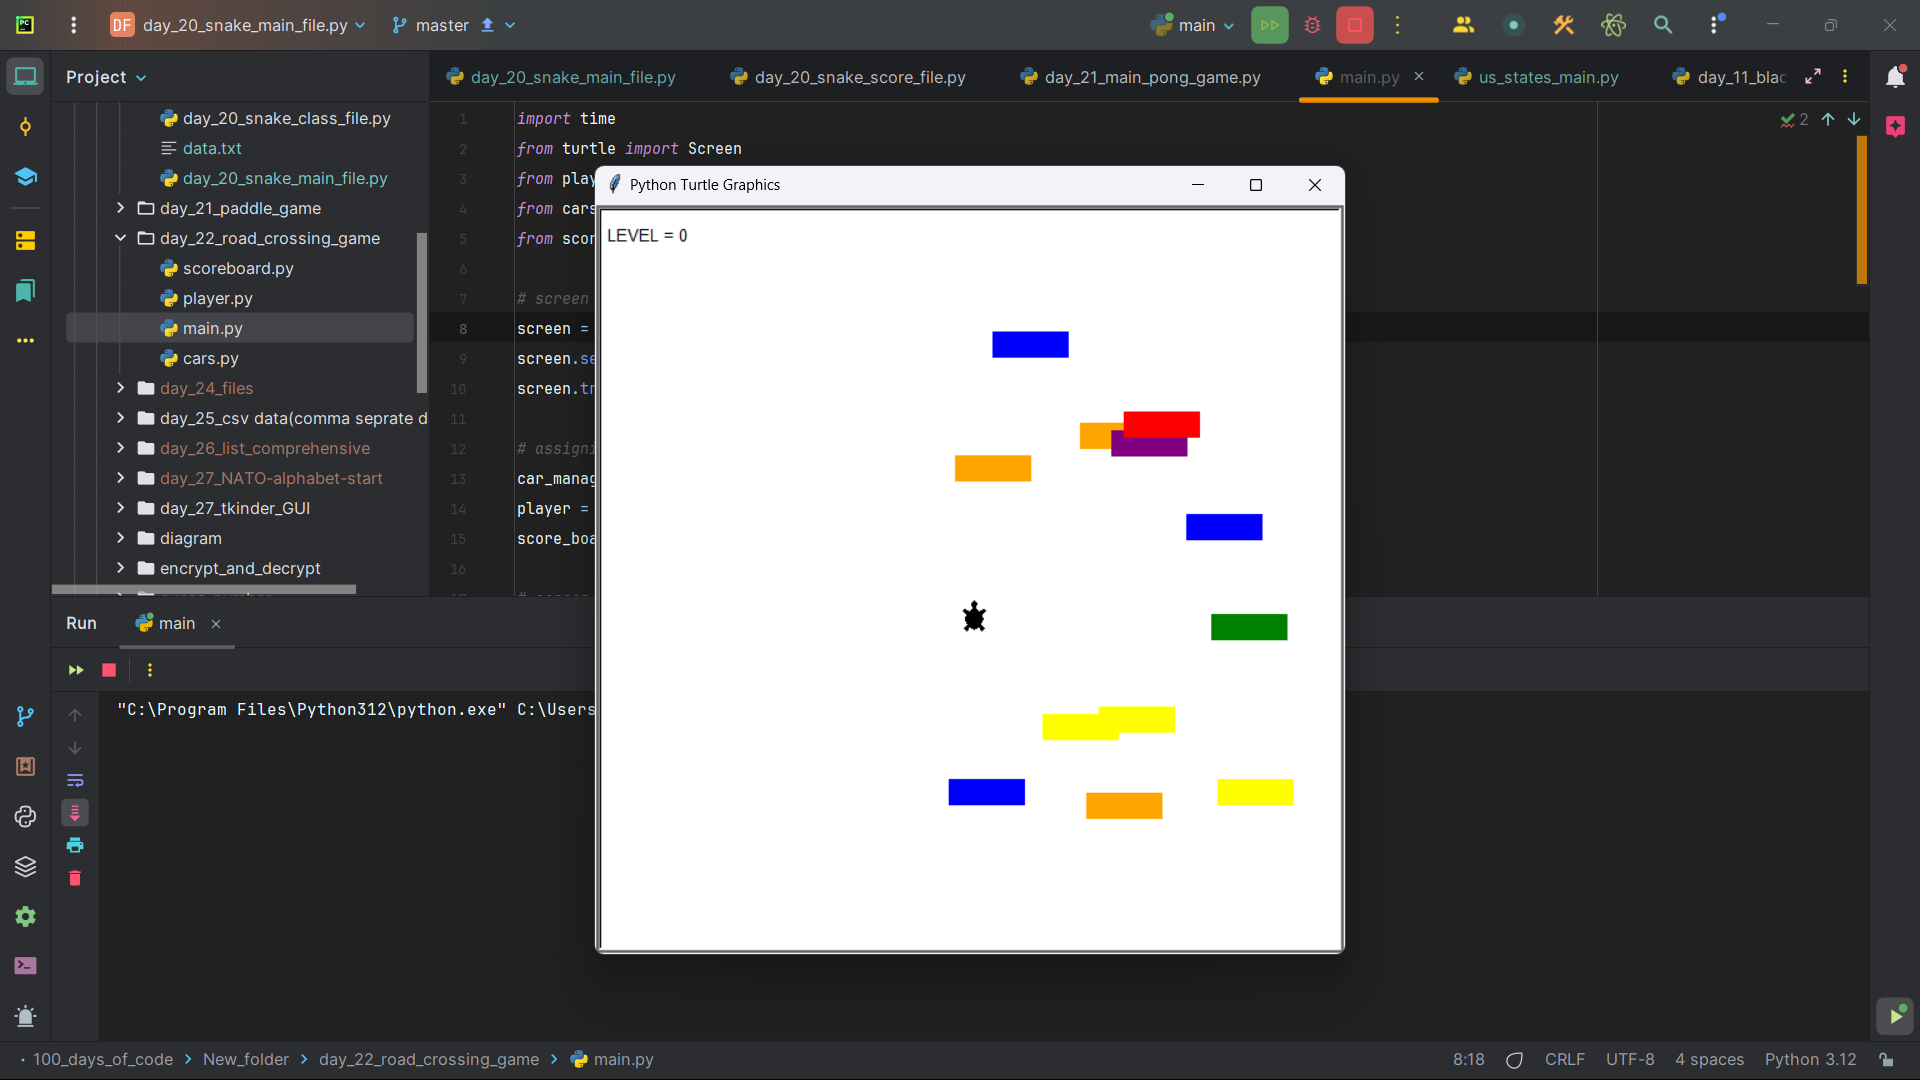 PC
DF day_20_snake_main_file.py
master
main
Project
day_20_snake_main_file.py
day_20_snake_score_file.py
day_21_main_pong_game.py
main.py
us_states_main.py
day_11_blac
day_20_snake_class_file.py
data.txt
day_20_snake_main_file.py
day_21_paddle_game
day_22_road_crossing_game
scoreboard.py
player.py
main.py
cars.py
day_24_files
day_25_csv data(comma seprate d
day_26_list_comprehensive
day_27_NATO-alphabet-start
day_27_tkinder_GUI
diagram
encrypt_and_decrypt
1 import time
2 from turtle import Screen
3 from play
4 from cars
5 from scor
6
7 # screen
8 screen =
9 screen.se
10 screen.tr
11
12 # assigni
13 car_manag
14 player =
15 score_boa
16
2
Python Turtle Graphics
LEVEL = 0
Run
main
"C:\Program Files\Python312\python.exe" C:\Users
100_days_of_code > New_folder > day_22_road_crossing_game > main.py
8:18
CRLF
UTF-8
4 spaces
Python 3.12